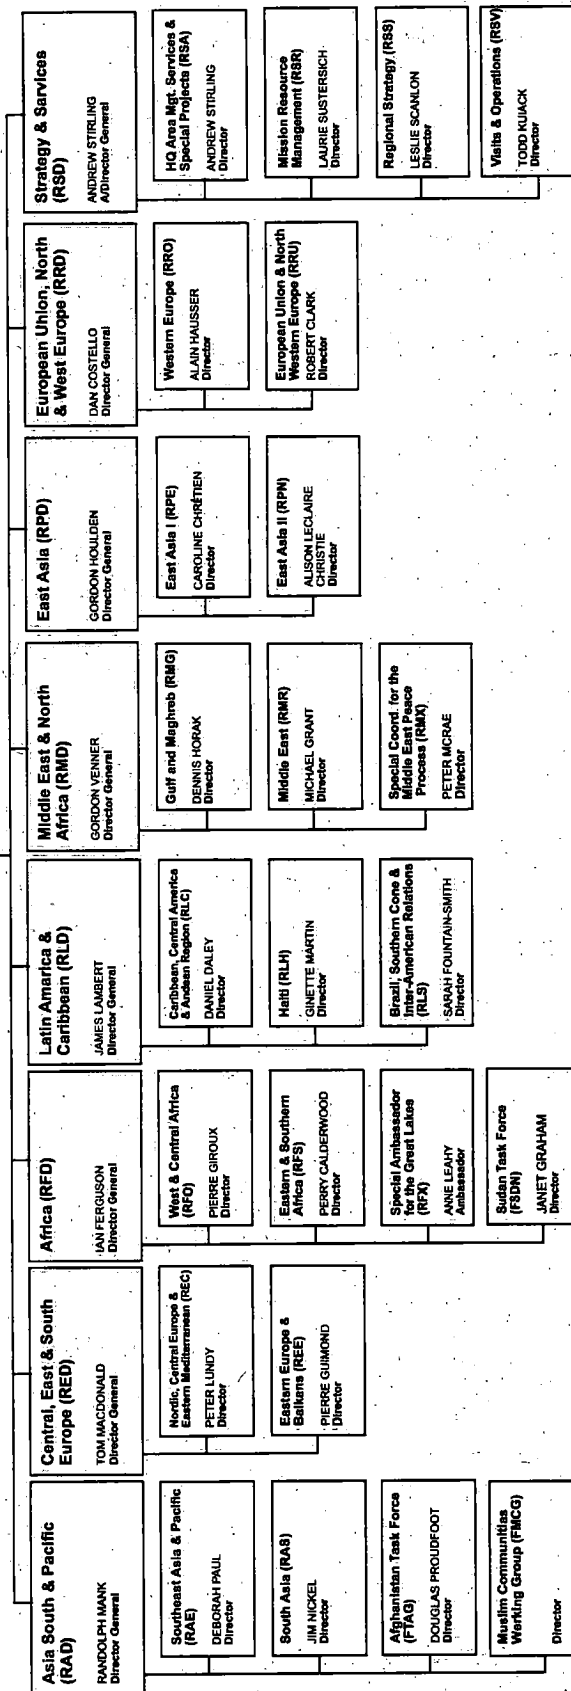 Asia South & Pacific
(RAD)
RANDOLPH MANK
Director General
Southeast Asia & Pacific
(RAE)
DEBORAH PAUL
Director
South Asia (RAS)
JIM NICKEL
Director
Afghanistan Task Force
(FTAG)
DOUGLAS PROUDFOOT
Director
Muslim Communities
Working Group (FMCG)
Director
Central, East & South
Europe (RED)
TOM MACDONALD
Director General
Nordic, Central Europe &
Eastern Mediterranean (REC)
PETER LUNDY
Director
Eastern Europe &
Balkans (REE)
PIERRE GUIMOND
Director
Africa (RFD)
IAN FERGUSON
Director General
West & Central Africa
(RFO)
PIERRE GIROUX
Director
Eastern & Southern
Africa (RFS)
PERRY CALDERWOOD
Director
Special Ambassador
for the Great Lakes
(RFX)
ANNE LEAHY
Ambassador
Sudan Task Force
(FSDN)
JANET GRAHAM
Director
Latin America &
Caribbean (RLD)
JAMES LAMBERT
Director General
Caribbean, Central America
& Andean Region (RLC)
DANIEL DALEY
Director
Haiti (RLH)
GINETTE MARTIN
Director
Brazil, Southern Cone &
Inter-American Relations
(RLS)
SARAH FOUNTAIN-SMITH
Director
Middle East & North
Africa (RMD)
GORDON VENNER
Director General
Gulf and Maghreb (RMG)
DENNIS HORAK
Director
Middle East (RMR)
MICHAEL GRANT
Director
Special Coord. for the
Middle East Peace
Process (RMX)
PETER MCRAE
Director
East Asia (RPD)
GORDON HOULDEN
Director General
East Asia I (RPE)
CAROLINE CHRÉTIEN
Director
East Asia II (RPN)
ALISON LECLAIRE
CHRISTIE
Director
European Union, North
& West Europe (RRD)
DAN COSTELLO
Director General
Western Europe (RRO)
ALAIN HAUSSER
Director
European Union & North
Western Europe (RRU)
ROBERT CLARK
Director
Strategy & Services
(RSD)
ANDREW STIRLING
A/Director General
HQ Area Mgt. Services &
Special Projects (RSA)
ANDREW STIRLING
Director
Mission Resource
Management (RSR)
LAURIE SUSTERSICH
Director
Regional Strategy (RSS)
LESLIE SCANLON
Director
Visits & Operations (RSV)
TODD KUIACK
Director